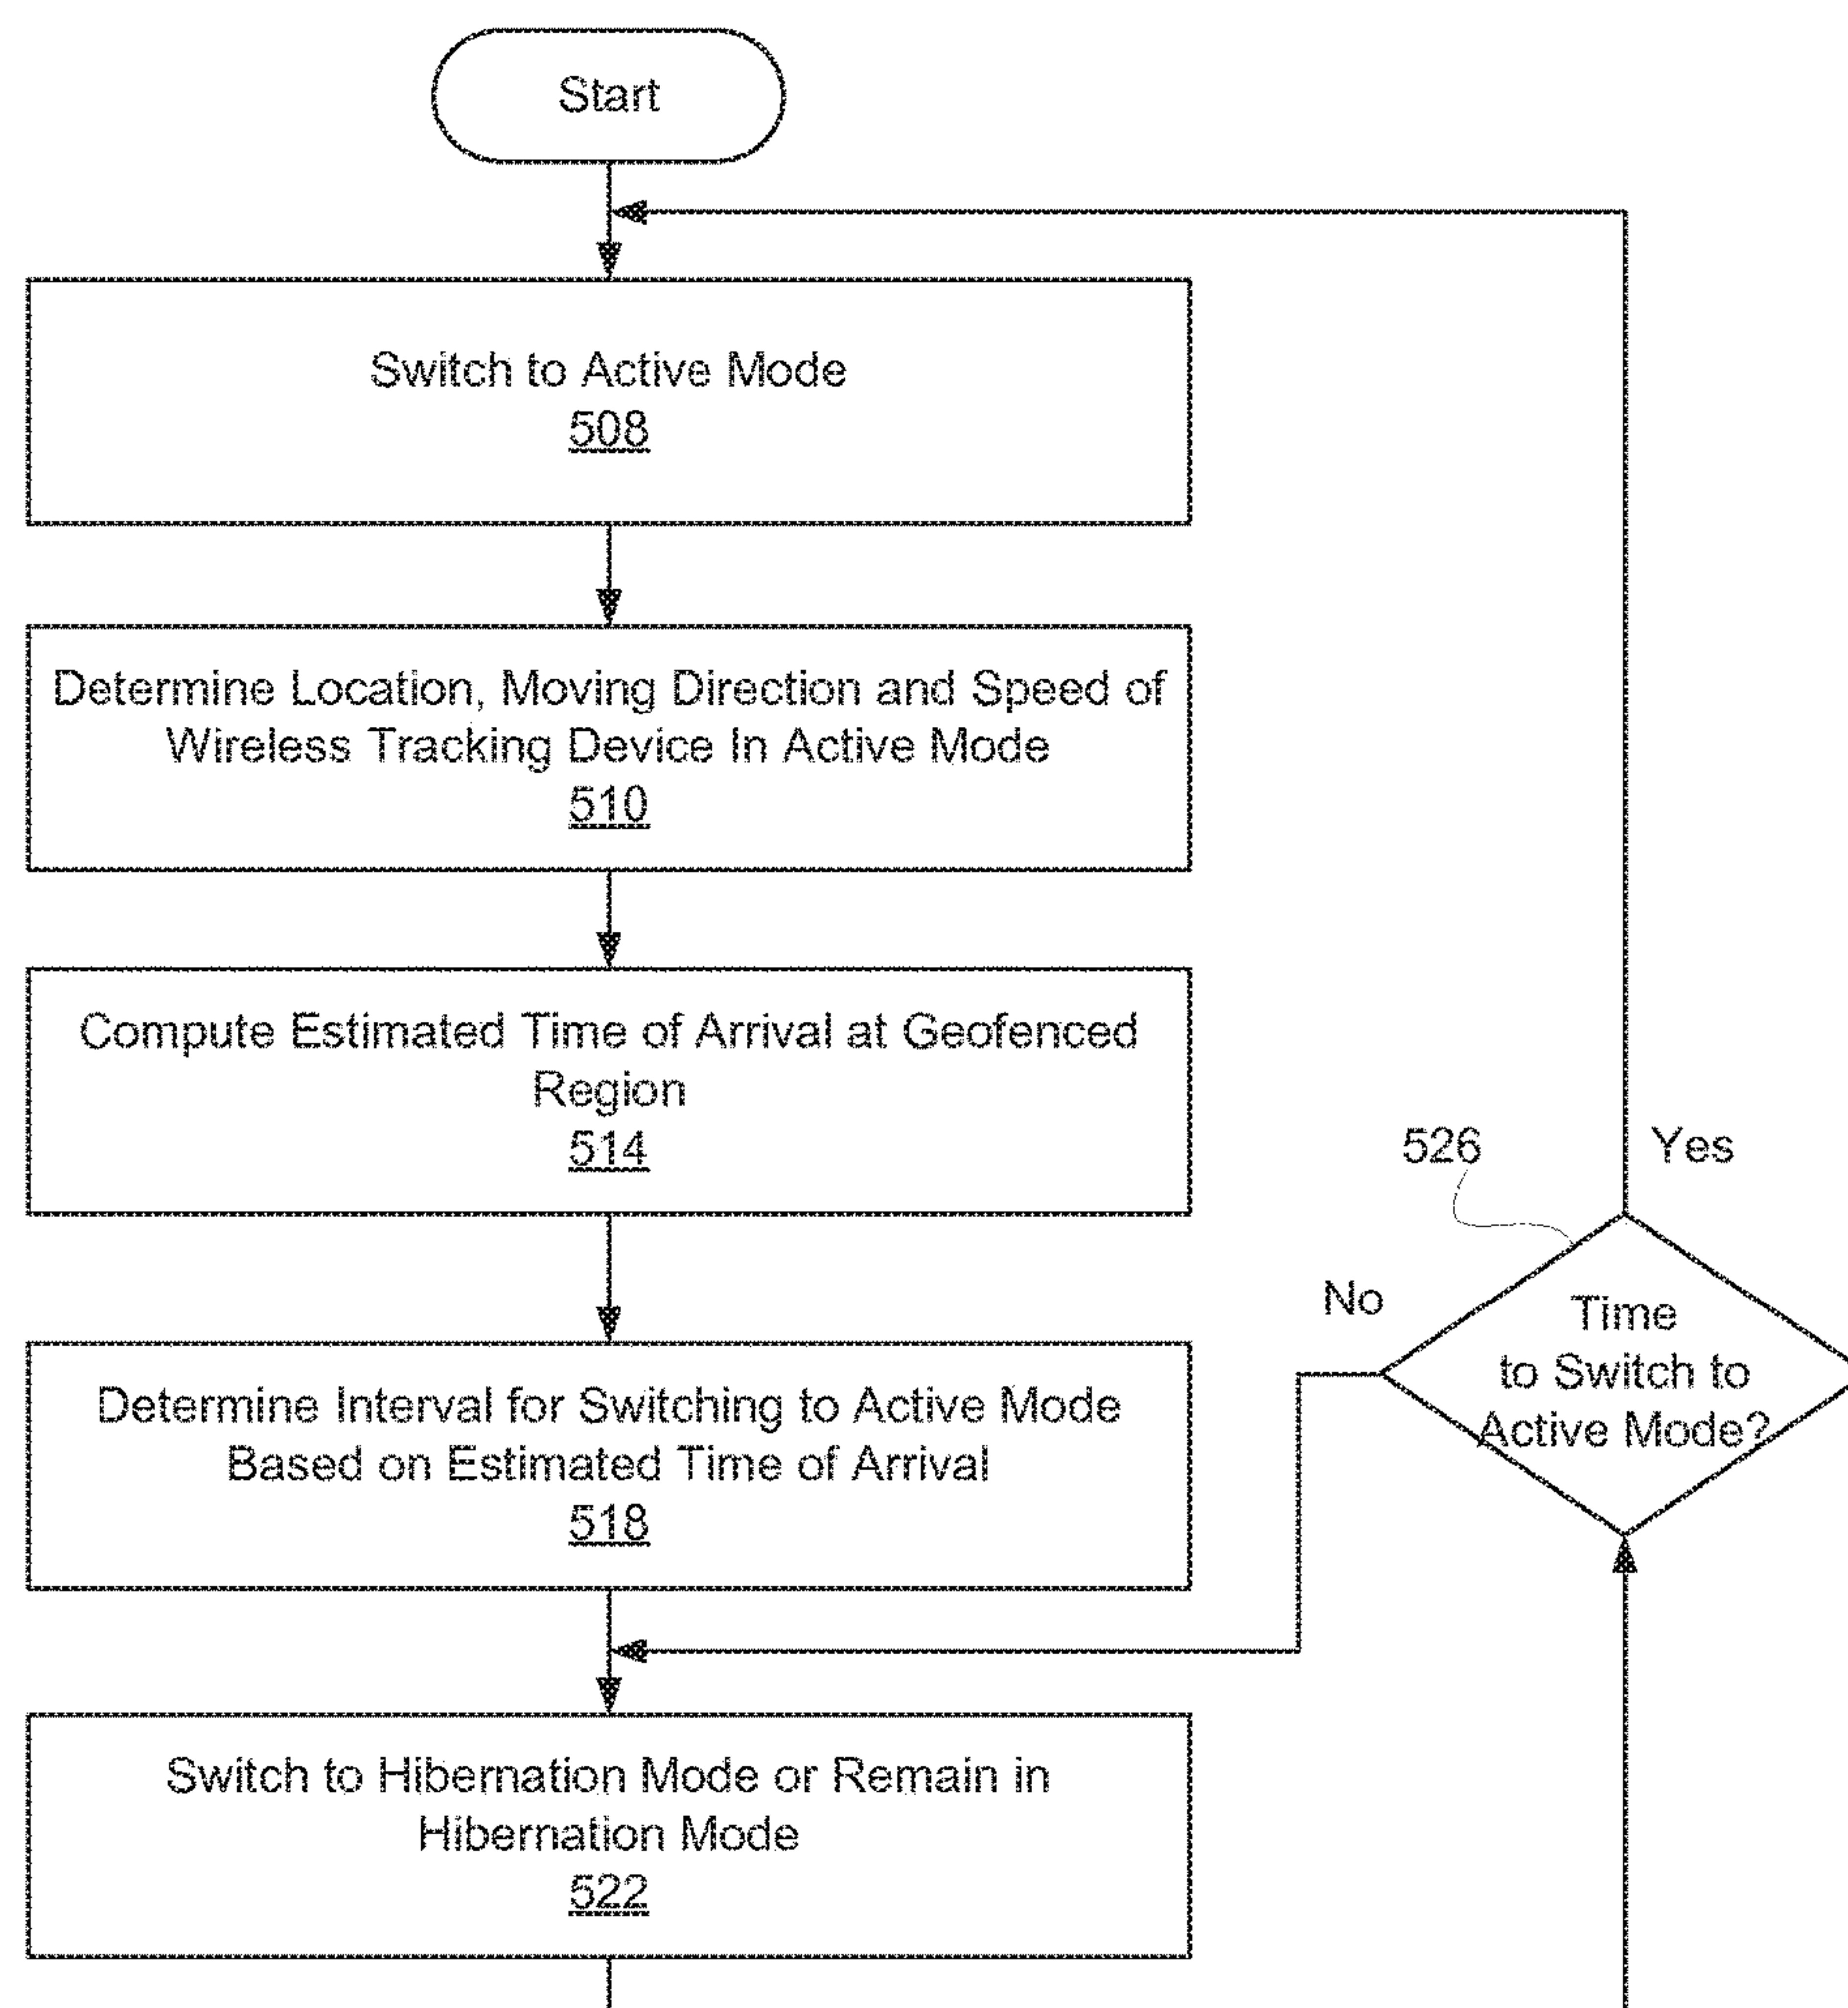 Start
Switch to Active Mode
508
Determine Location, Moving Direction and Speed of
Wireless Tracking Device In Active Mode
510
Compute Estimated Time of Arrival at Geofenced
Region
514
526
Yes
No
Time
to Switch to
Active Mode?
Determine Interval for Switching to Active Mode
Based on Estimated Time of Arrival
518
Switch to Hibernation Mode or Remain in
Hibernation Mode
522